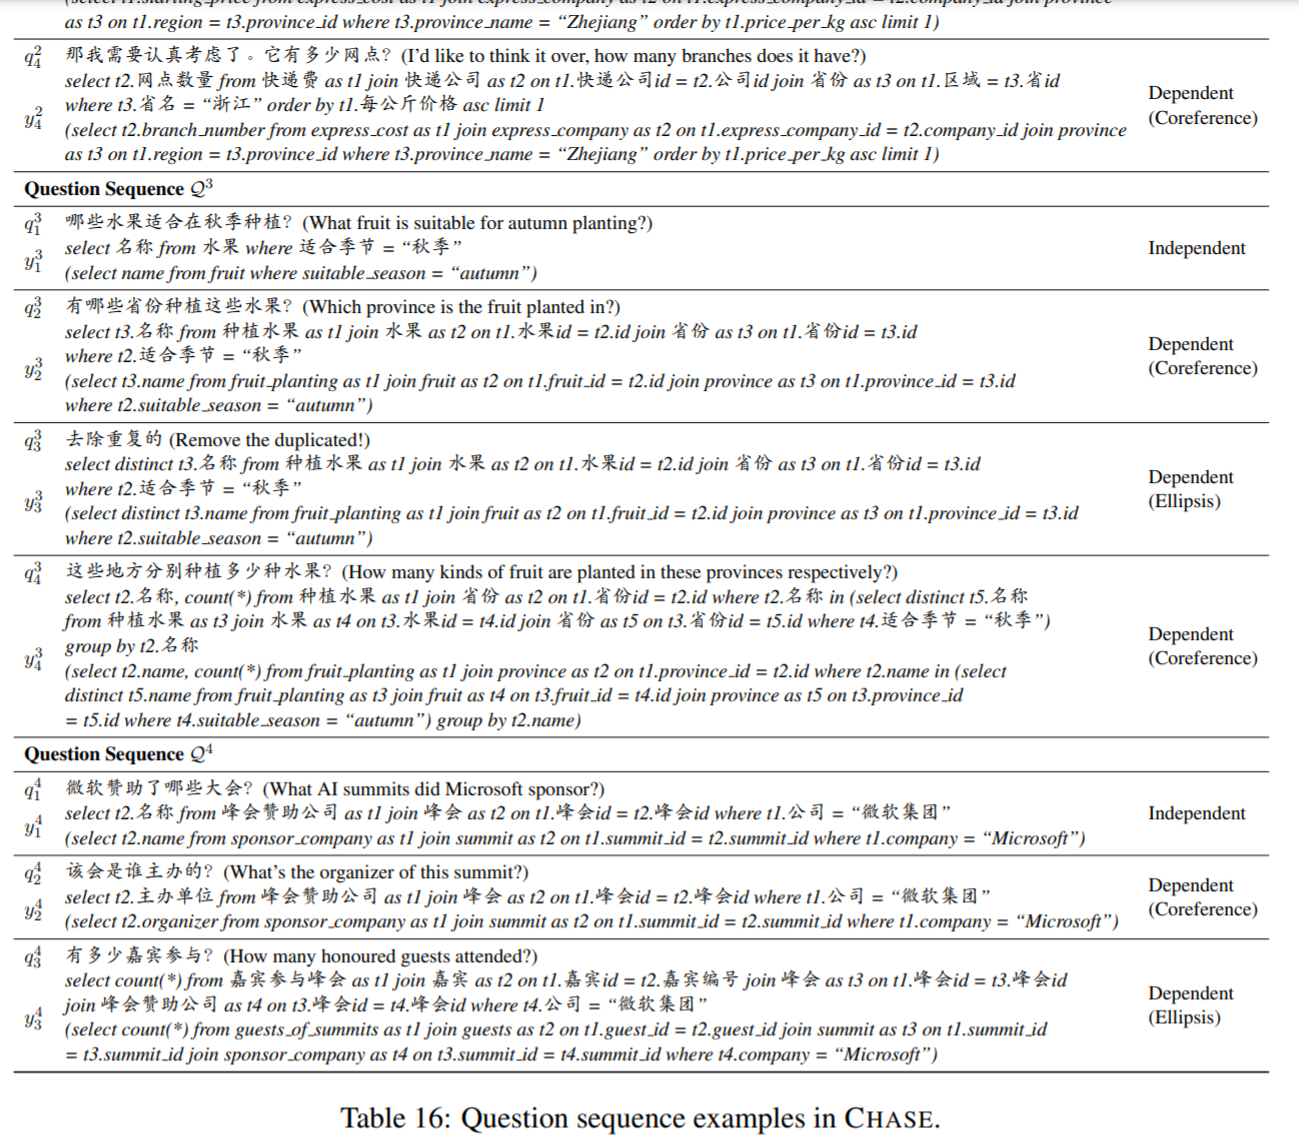 (select t1.starting_price from express_cost as t1 join express_company as t2 on t1.express_company_id = t2.company_id join province
as t3 on t1.region = t3.province_id where t3.province_name = “Zhejiang” order by t1.price_per_kg asc limit 1)
q₄² 那我需要认真考虑了。它有多少网点？(I’d like to think it over, how many branches does it have?)
select t2.网点数量 from 快递费 as t1 join 快递公司 as t2 on t1.快递公司id = t2.公司id join 省份 as t3 on t1.区域 = t3.省id
where t3.省名 = “浙江” order by t1.每公斤价格 asc limit 1
y₄²
(select t2.branch_number from express_cost as t1 join express_company as t2 on t1.express_company_id = t2.company_id join province
as t3 on t1.region = t3.province_id where t3.province_name = “Zhejiang” order by t1.price_per_kg asc limit 1)
Dependent
(Coreference)
Question Sequence Q³
q₁³ 哪些水果适合在秋季种植？(What fruit is suitable for autumn planting?)
select 名称 from 水果 where 适合季节 = “秋季”
y₁³
(select name from fruit where suitable_season = “autumn”)
Independent
q₂³ 有哪些省份种植这些水果？(Which province is the fruit planted in?)
select t3.名称 from 种植水果 as t1 join 水果 as t2 on t1.水果id = t2.id join 省份 as t3 on t1.省份id = t3.id
where t2.适合季节 = “秋季”
y₂³
(select t3.name from fruit_planting as t1 join fruit as t2 on t1.fruit_id = t2.id join province as t3 on t1.province_id = t3.id
where t2.suitable_season = “autumn”)
Dependent
(Coreference)
q₃³ 去除重复的 (Remove the duplicated!)
select distinct t3.名称 from 种植水果 as t1 join 水果 as t2 on t1.水果id = t2.id join 省份 as t3 on t1.省份id = t3.id
where t2.适合季节 = “秋季”
y₃³
(select distinct t3.name from fruit_planting as t1 join fruit as t2 on t1.fruit_id = t2.id join province as t3 on t1.province_id = t3.id
where t2.suitable_season = “autumn”)
Dependent
(Ellipsis)
q₄³ 这些地方分别种植多少种水果？(How many kinds of fruit are planted in these provinces respectively?)
select t2.名称, count(*) from 种植水果 as t1 join 省份 as t2 on t1.省份id = t2.id where t2.名称 in (select distinct t5.名称
from 种植水果 as t3 join 水果 as t4 on t3.水果id = t4.id join 省份 as t5 on t3.省份id = t5.id where t4.适合季节 = “秋季”)
group by t2.名称
y₄³
(select t2.name, count(*) from fruit_planting as t1 join province as t2 on t1.province_id = t2.id where t2.name in (select
distinct t5.name from fruit_planting as t3 join fruit as t4 on t3.fruit_id = t4.id join province as t5 on t3.province_id
= t5.id where t4.suitable_season = “autumn”) group by t2.name)
Dependent
(Coreference)
Question Sequence Q⁴
q₁⁴ 微软赞助了哪些大会？(What AI summits did Microsoft sponsor?)
select t2.名称 from 峰会赞助公司 as t1 join 峰会 as t2 on t1.峰会id = t2.峰会id where t1.公司 = “微软集团”
y₁⁴
(select t2.name from sponsor_company as t1 join summit as t2 on t1.summit_id = t2.summit_id where t1.company = “Microsoft”)
Independent
q₂⁴ 该会是谁主办的？(What’s the organizer of this summit?)
select t2.主办单位 from 峰会赞助公司 as t1 join 峰会 as t2 on t1.峰会id = t2.峰会id where t1.公司 = “微软集团”
y₂⁴
(select t2.organizer from sponsor_company as t1 join summit as t2 on t1.summit_id = t2.summit_id where t1.company = “Microsoft”)
Dependent
(Coreference)
q₃⁴ 有多少嘉宾参与？(How many honoured guests attended?)
select count(*) from 嘉宾参与峰会 as t1 join 嘉宾 as t2 on t1.嘉宾id = t2.嘉宾编号 join 峰会 as t3 on t1.峰会id = t3.峰会id
join 峰会赞助公司 as t4 on t3.峰会id = t4.峰会id where t4.公司 = “微软集团”
y₃⁴
(select count(*) from guests_of_summits as t1 join guests as t2 on t1.guest_id = t2.guest_id join summit as t3 on t1.summit_id
= t3.summit_id join sponsor_company as t4 on t3.summit_id = t4.summit_id where t4.company = “Microsoft”)
Dependent
(Ellipsis)
Table 16: Question sequence examples in CHASE.